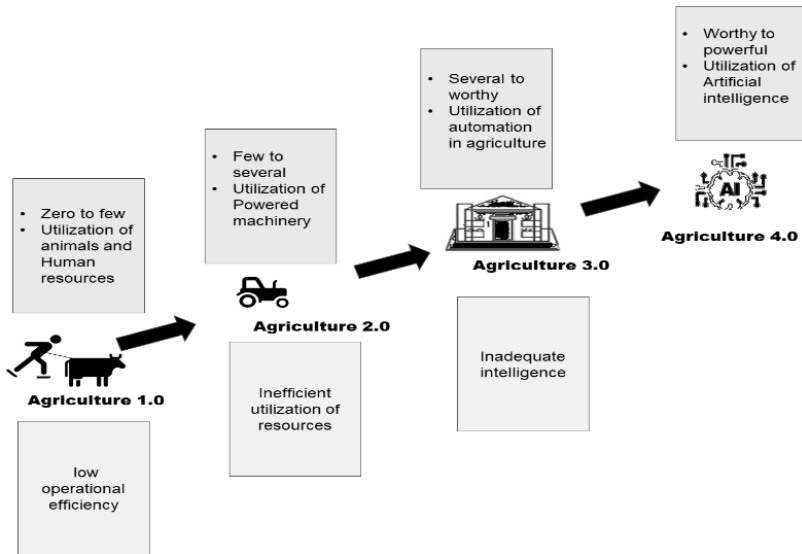 • Zero to few
• Utilization of
animals and
Human
resources
Agriculture 1.0
low
operational
efficiency
• Few to
several
• Utilization of
Powered
machinery
Agriculture 2.0
Inefficient
utilization of
resources
• Several to
worthy
• Utilization of
automation
in agriculture
Agriculture 3.0
Inadequate
intelligence
• Worthy to
powerful
• Utilization of
Artificial
intelligence
AI
Agriculture 4.0